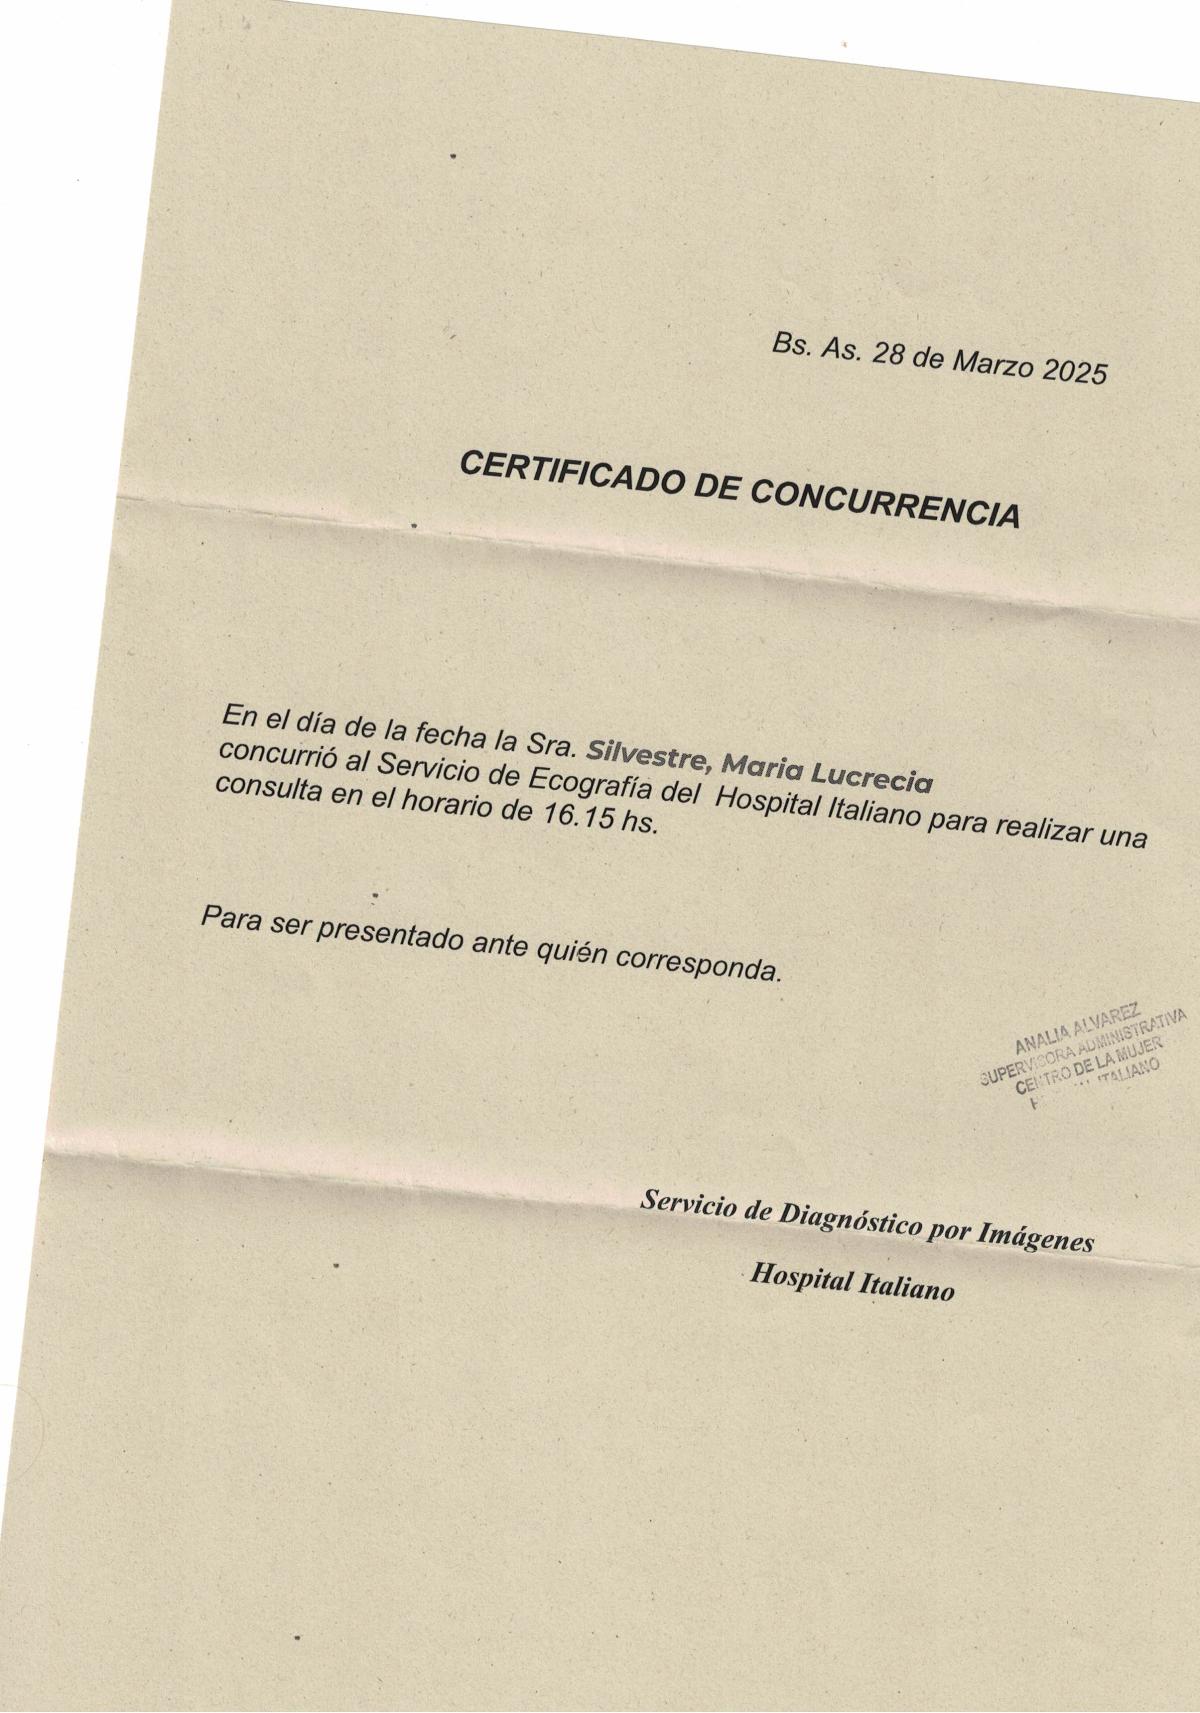 Bs. As. 28 de Marzo 2025
CERTIFICADO DE CONCURRENCIA
En el día de la fecha la Sra. Silvestre, Maria Lucrecia
concurrió al Servicio de Ecografía del Hospital Italiano para realizar una
consulta en el horario de 16.15 hs.
Para ser presentado ante quién corresponda.
ANALIA ALVAREZ
SUPERVISORA ADMINISTRATIVA
CENTRO DE LA MUJER
ITALIANO
Servicio de Diagnóstico por Imágenes
Hospital Italiano